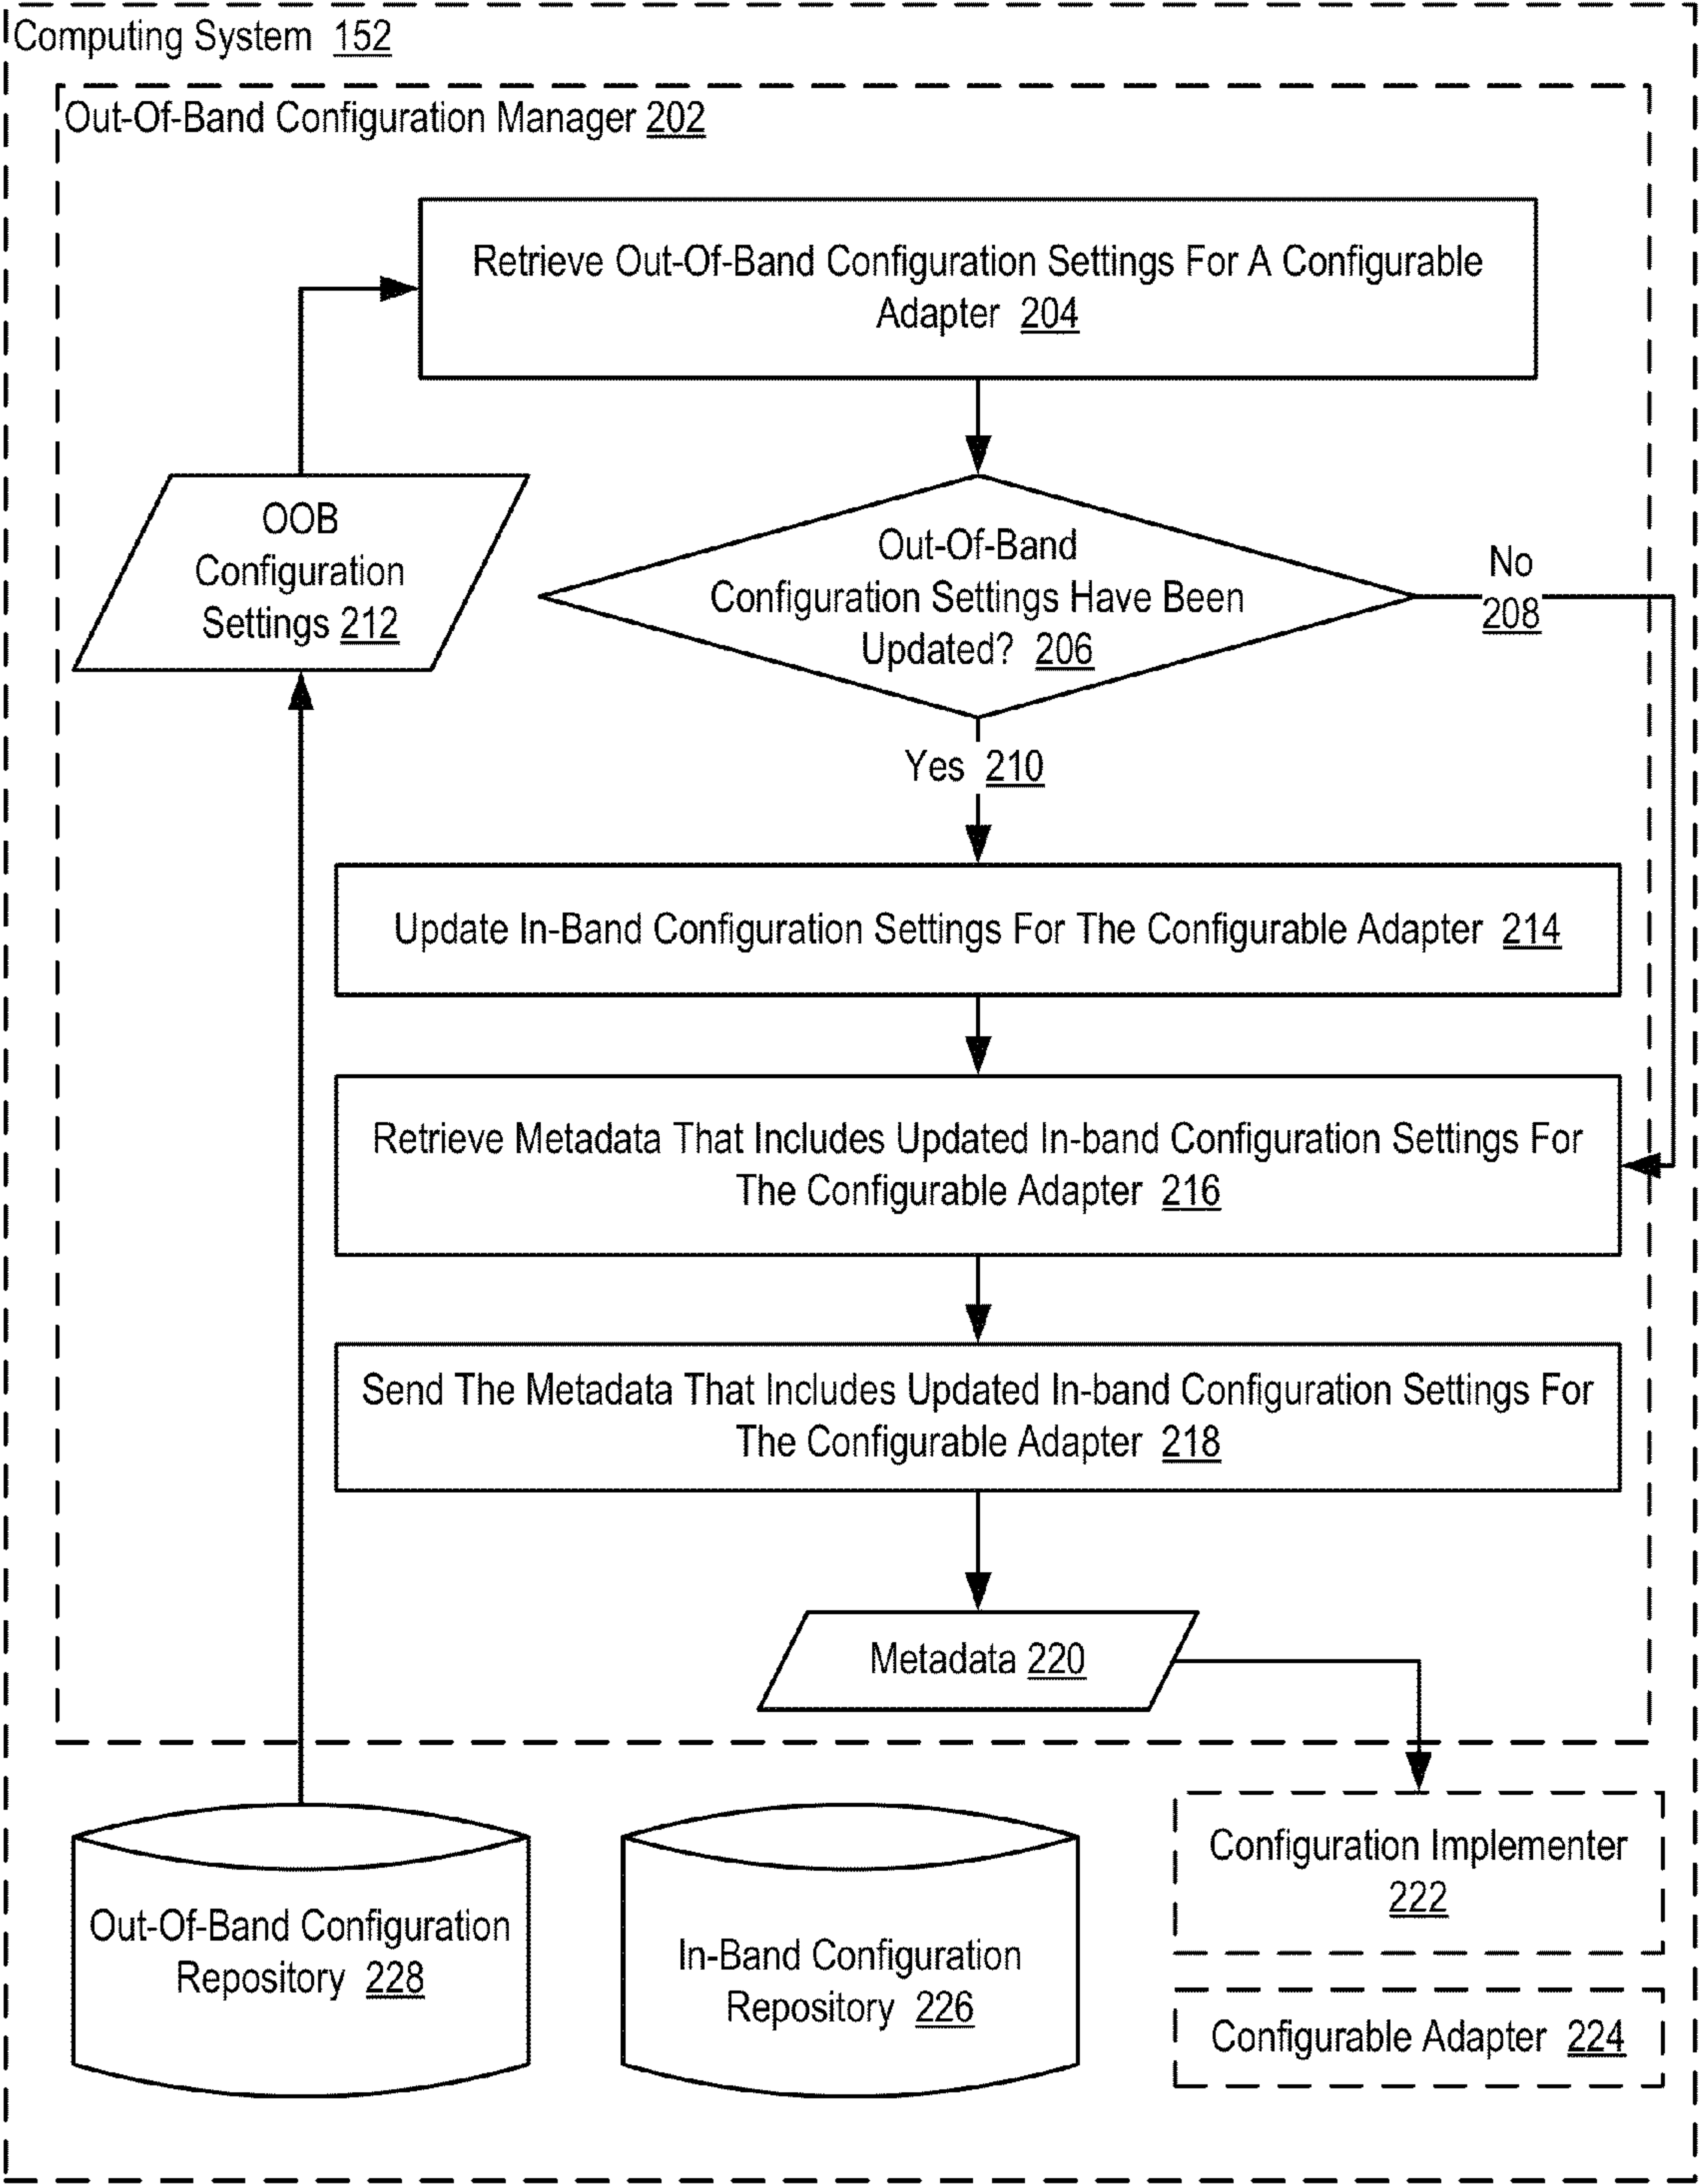 Computing System 152
Out-Of-Band Configuration Manager 202
Retrieve Out-Of-Band Configuration Settings For A Configurable
Adapter 204
OOB
Configuration
Settings 212
Out-Of-Band
Configuration Settings Have Been
Updated? 206
No
208
Yes 210
Update In-Band Configuration Settings For The Configurable Adapter 214
Retrieve Metadata That Includes Updated In-band Configuration Settings For
The Configurable Adapter 216
Send The Metadata That Includes Updated In-band Configuration Settings For
The Configurable Adapter 218
Metadata 220
Out-Of-Band Configuration
Repository 228
In-Band Configuration
Repository 226
Configuration Implementer
222
Configurable Adapter 224